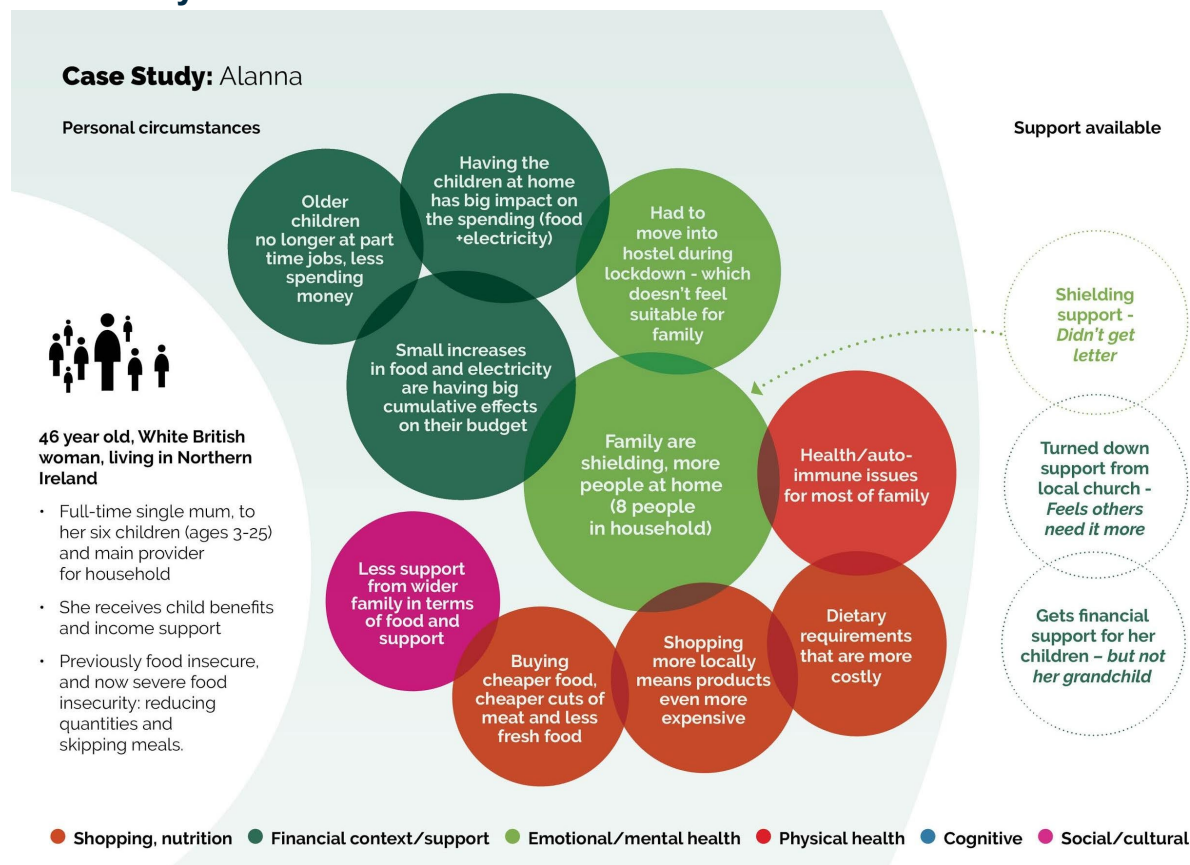 Case Study: Alanna
Personal circumstances
Support available
Older
children
no longer at part
time jobs, less
spending
money
Having the
children at home
has big impact on
the spending (food
+electricity)
Had to
move into
hostel during
lockdown - which
doesn't feel
suitable for
family
Small increases
in food and electricity
are having big
cumulative effects
on their budget
Family are
shielding, more
people at home
(8 people
in household)
Health/auto-
immune issues
for most of family
Less support
from wider
family in terms
of food and
support
Buying
cheaper food,
cheaper cuts of
meat and less
fresh food
Shopping
more locally
means products
even more
expensive
Dietary
requirements
that are more
costly
46 year old, White British
woman, living in Northern
Ireland
• Full-time single mum, to
her six children (ages 3-25)
and main provider
for household
• She receives child benefits
and income support
• Previously food insecure,
and now severe food
insecurity: reducing
quantities and
skipping meals.
Shielding
support -
Didn't get
letter
Turned down
support from
local church -
Feels others
need it more
Gets financial
support for her
children – but not
her grandchild
Shopping, nutrition
Financial context/support
Emotional/mental health
Physical health
Cognitive
Social/cultural